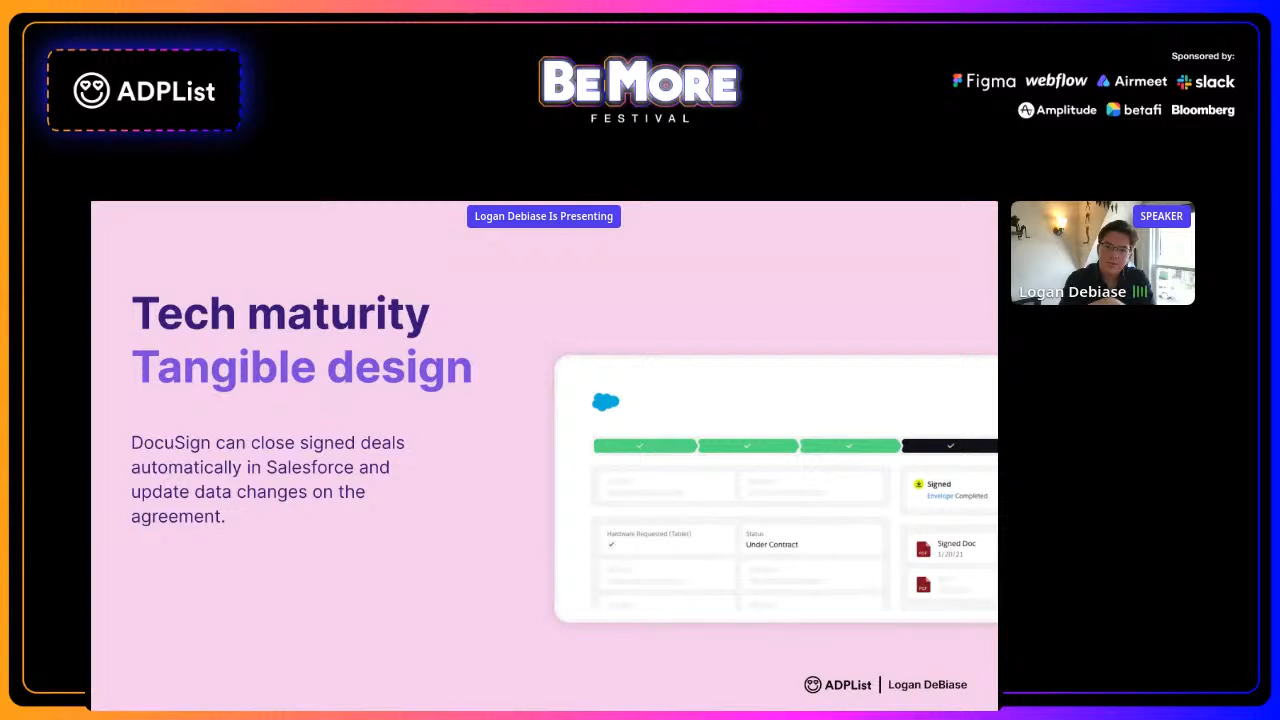 ADPList
BE MORE
FESTIVAL
Sponsored by:
Figma webflow Airmeet slack
Amplitude betafi Bloomberg
Logan Debiase Is Presenting
SPEAKER
Logan Debiase
Tech maturity
Tangible design
DocuSign can close signed deals
automatically in Salesforce and
update data changes on the
agreement.
Signed
Envelope Completed
Hardware Requested (Tablet)
Status
Under Contract
PDF
Signed Doc
1/20/21
PDF
ADPList | Logan DeBiase